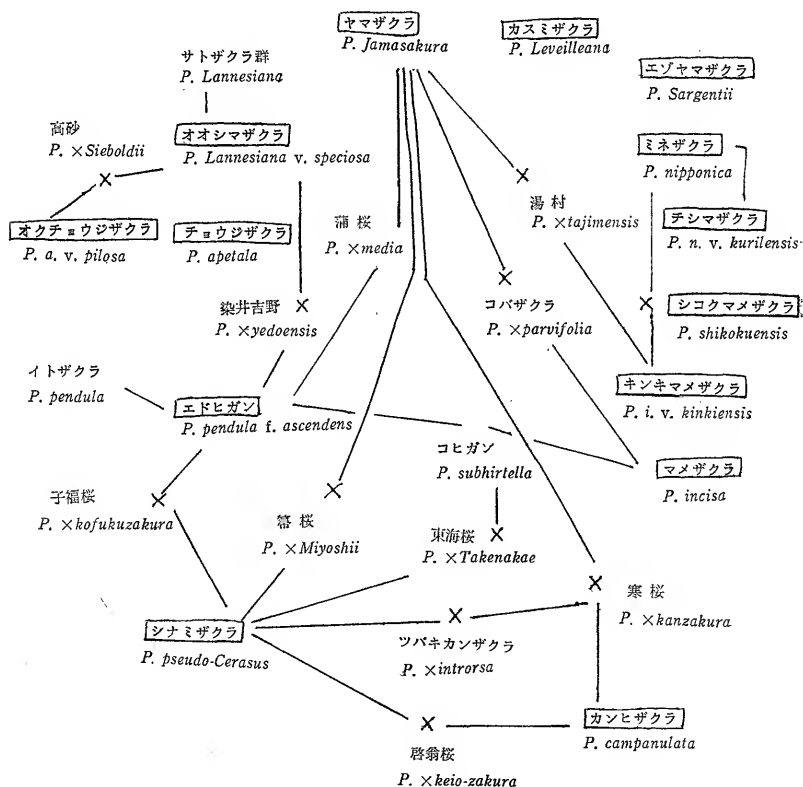 ヤマザクラ
P. Jamasakura
カスミザクラ
P. Leveilleana
サトザクラ群
P. Lannesiana
エゾヤマザクラ
P. Sargentii
高砂
P. ×Sieboldii
オオシマザクラ
P. Lannesiana v. speciosa
ミネザクラ
P. nipponica
湯村
P. ×tajimensis
チシマザクラ
P. n. v. kurilensis
オクチョウジザクラ
P. a. v. pilosa
チョウジザクラ
P. apetala
蒲桜
P. ×media
染井吉野
P. ×yedoensis
コバザクラ
P. ×parvifolia
シコクマメザクラ
P. shikokuensis
イトザクラ
P. pendula
エドヒガン
P. pendula f. ascendens
キンキマメザクラ
P. i. v. kinkiensis
コヒガン
P. subhirtella
マメザクラ
P. incisa
子福桜
P. ×kofukuzakura
箒桜
P. ×Miyoshii
東海桜
P. ×Takenakae
寒桜
P. ×kanzakura
シナミザクラ
P. pseudo-Cerasus
ツバキカンザクラ
P. ×introrsa
カンヒザクラ
P. campanulata
啓翁桜
P. ×keio-zakura